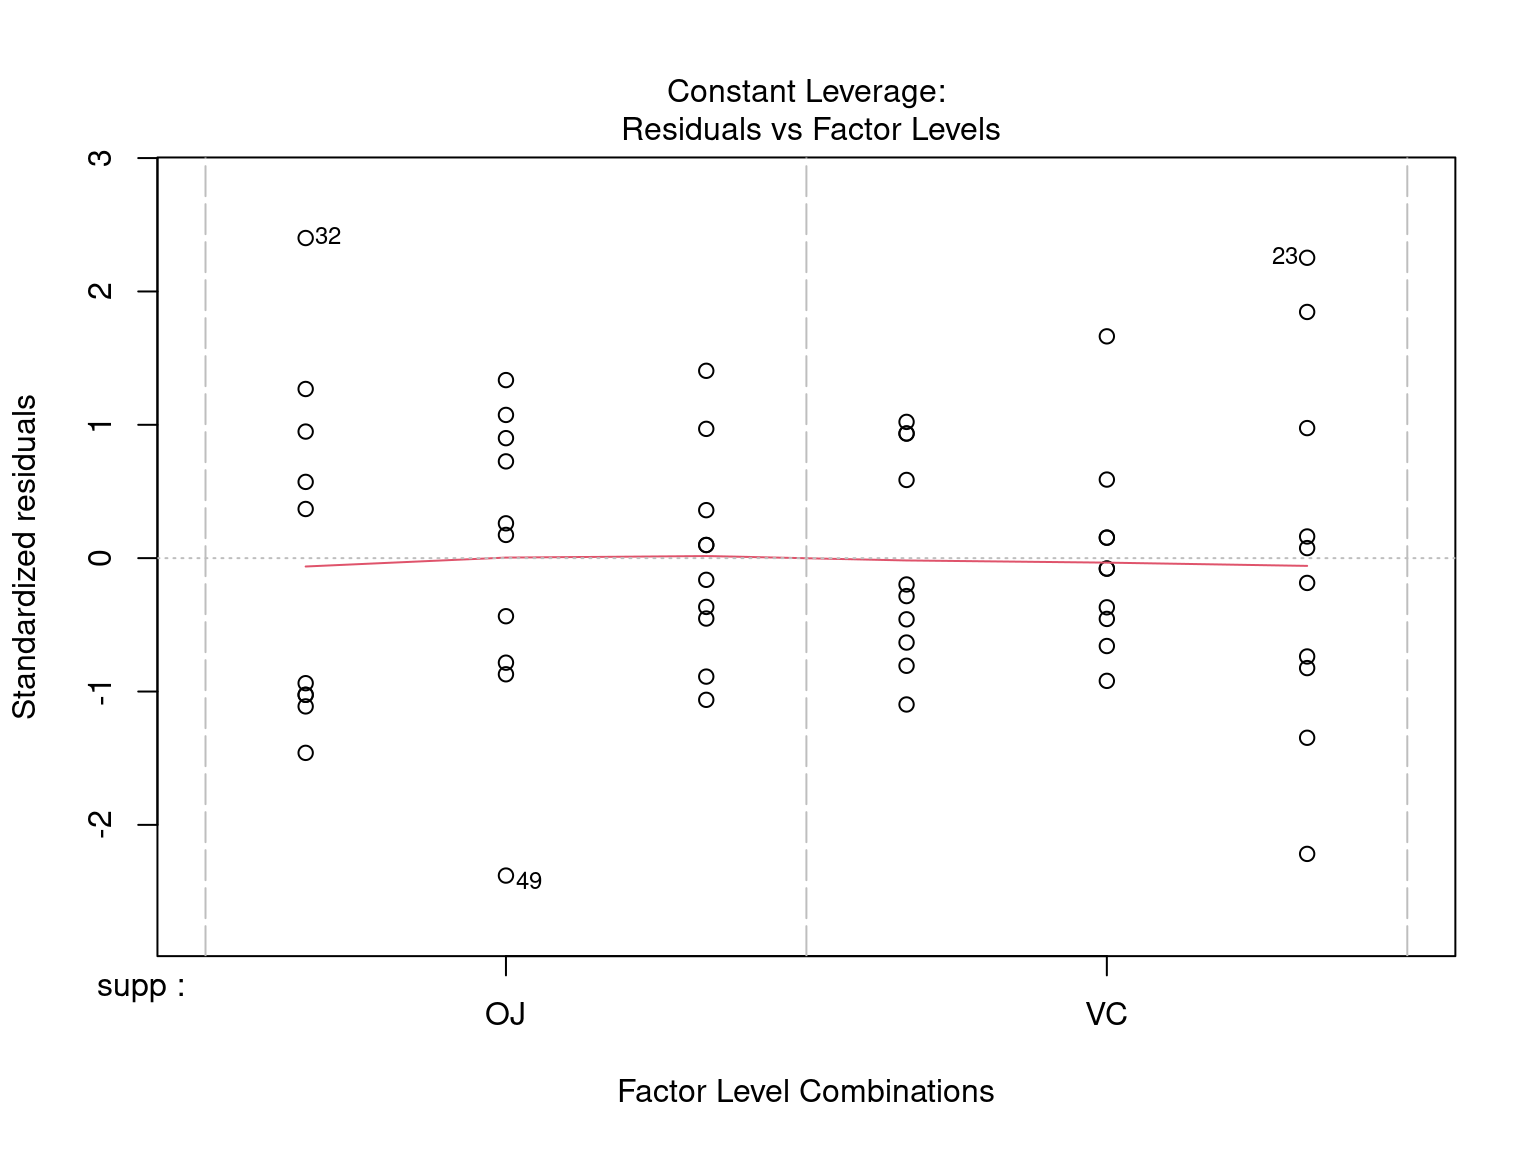 Constant Leverage:
Residuals vs Factor Levels
Standardized residuals
3
2
1
0
-1
-2
32
23
49
supp :
OJ
VC
Factor Level Combinations